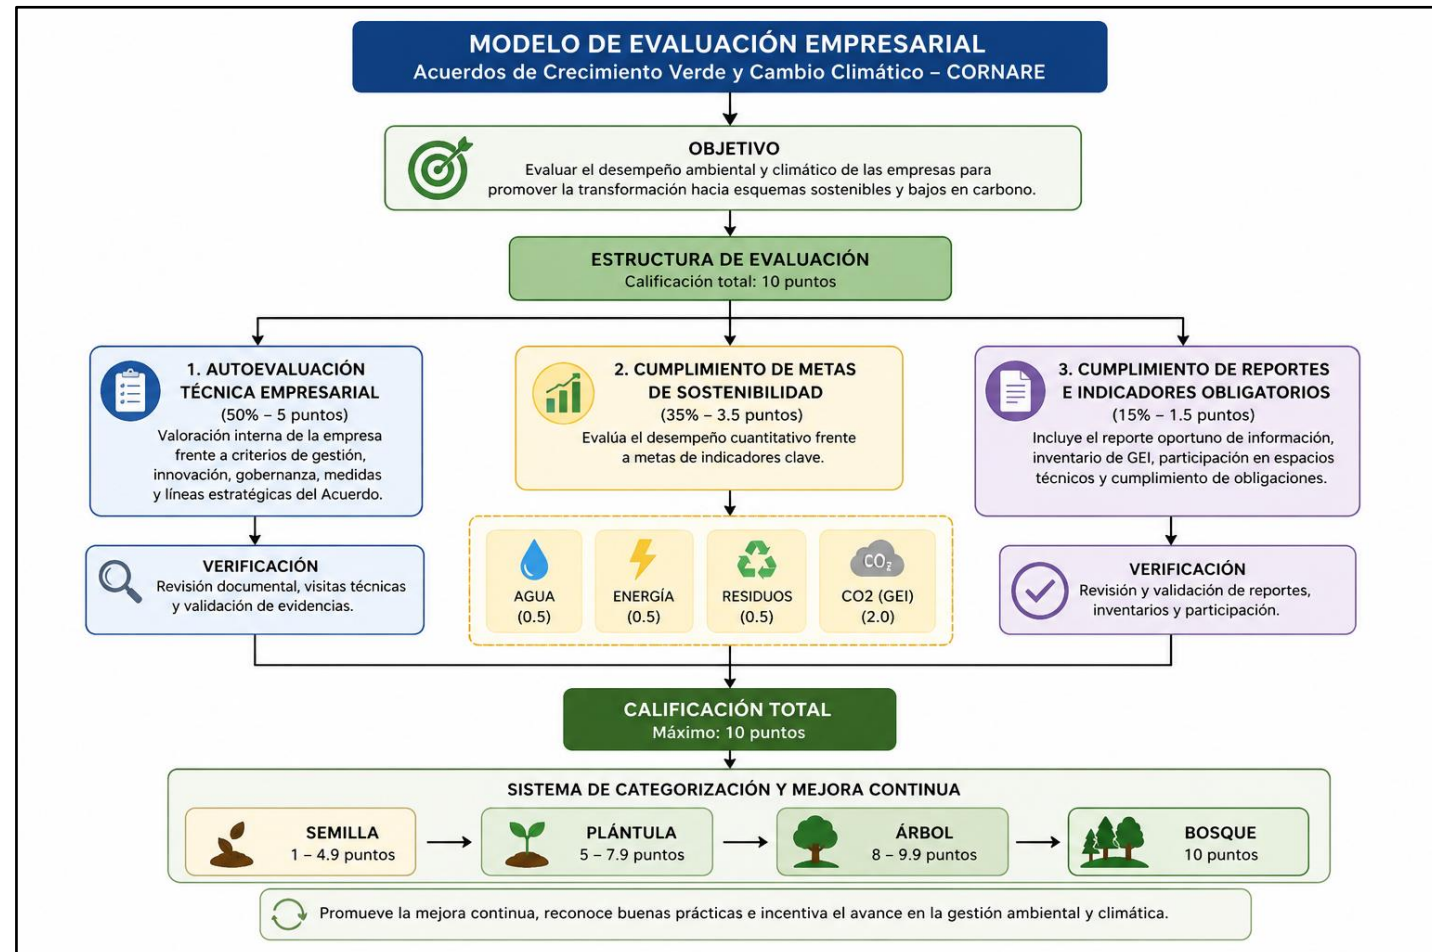 MODELO DE EVALUACIÓN EMPRESARIAL
Acuerdos de Crecimiento Verde y Cambio Climático – CORNARE
OBJETIVO
Evaluar el desempeño ambiental y climático de las empresas para
promover la transformación hacia esquemas sostenibles y bajos en carbono.
ESTRUCTURA DE EVALUACIÓN
Calificación total: 10 puntos
1. AUTOEVALUACIÓN
TÉCNICA EMPRESARIAL
(50% – 5 puntos)
Valoración interna de la empresa
frente a criterios de gestión,
innovación, gobernanza, medidas
y líneas estratégicas del Acuerdo.
2. CUMPLIMIENTO DE METAS
DE SOSTENIBILIDAD
(35% – 3.5 puntos)
Evalúa el desempeño cuantitativo frente
a metas de indicadores clave.
3. CUMPLIMIENTO DE REPORTES
E INDICADORES OBLIGATORIOS
(15% – 1.5 puntos)
Incluye el reporte oportuno de información,
inventario de GEI, participación en espacios
técnicos y cumplimiento de obligaciones.
VERIFICACIÓN
Revisión documental, visitas técnicas
y validación de evidencias.
AGUA
(0.5)
ENERGÍA
(0.5)
RESIDUOS
(0.5)
CO₂
CO2 (GEI)
(2.0)
VERIFICACIÓN
Revisión y validación de reportes,
inventarios y participación.
CALIFICACIÓN TOTAL
Máximo: 10 puntos
SISTEMA DE CATEGORIZACIÓN Y MEJORA CONTINUA
SEMILLA
1 – 4.9 puntos
PLÁNTULA
5 – 7.9 puntos
ÁRBOL
8 – 9.9 puntos
BOSQUE
10 puntos
Promueve la mejora continua, reconoce buenas prácticas e incentiva el avance en la gestión ambiental y climática.